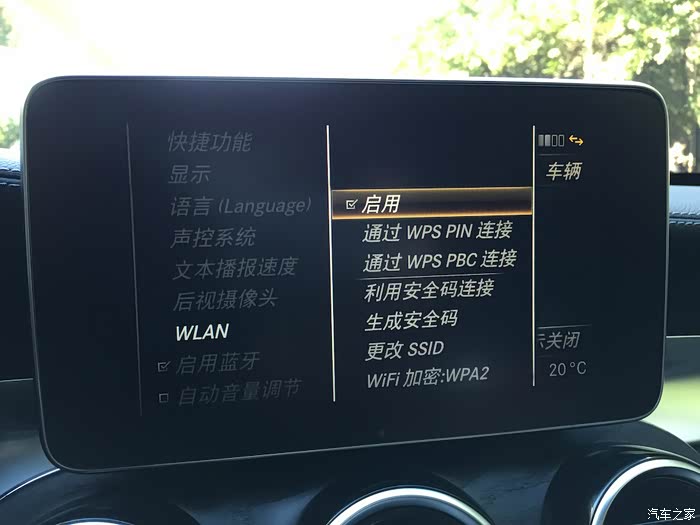 快捷功能
显示
语言 (Language)
声控系统
文本播报速度
后视摄像头
WLAN
启用蓝牙
自动音量调节
启用
通过 WPS PIN 连接
通过 WPS PBC 连接
利用安全码连接
生成安全码
更改 SSID
WiFi 加密:WPA2
车辆
示关闭
20°C
汽车之家